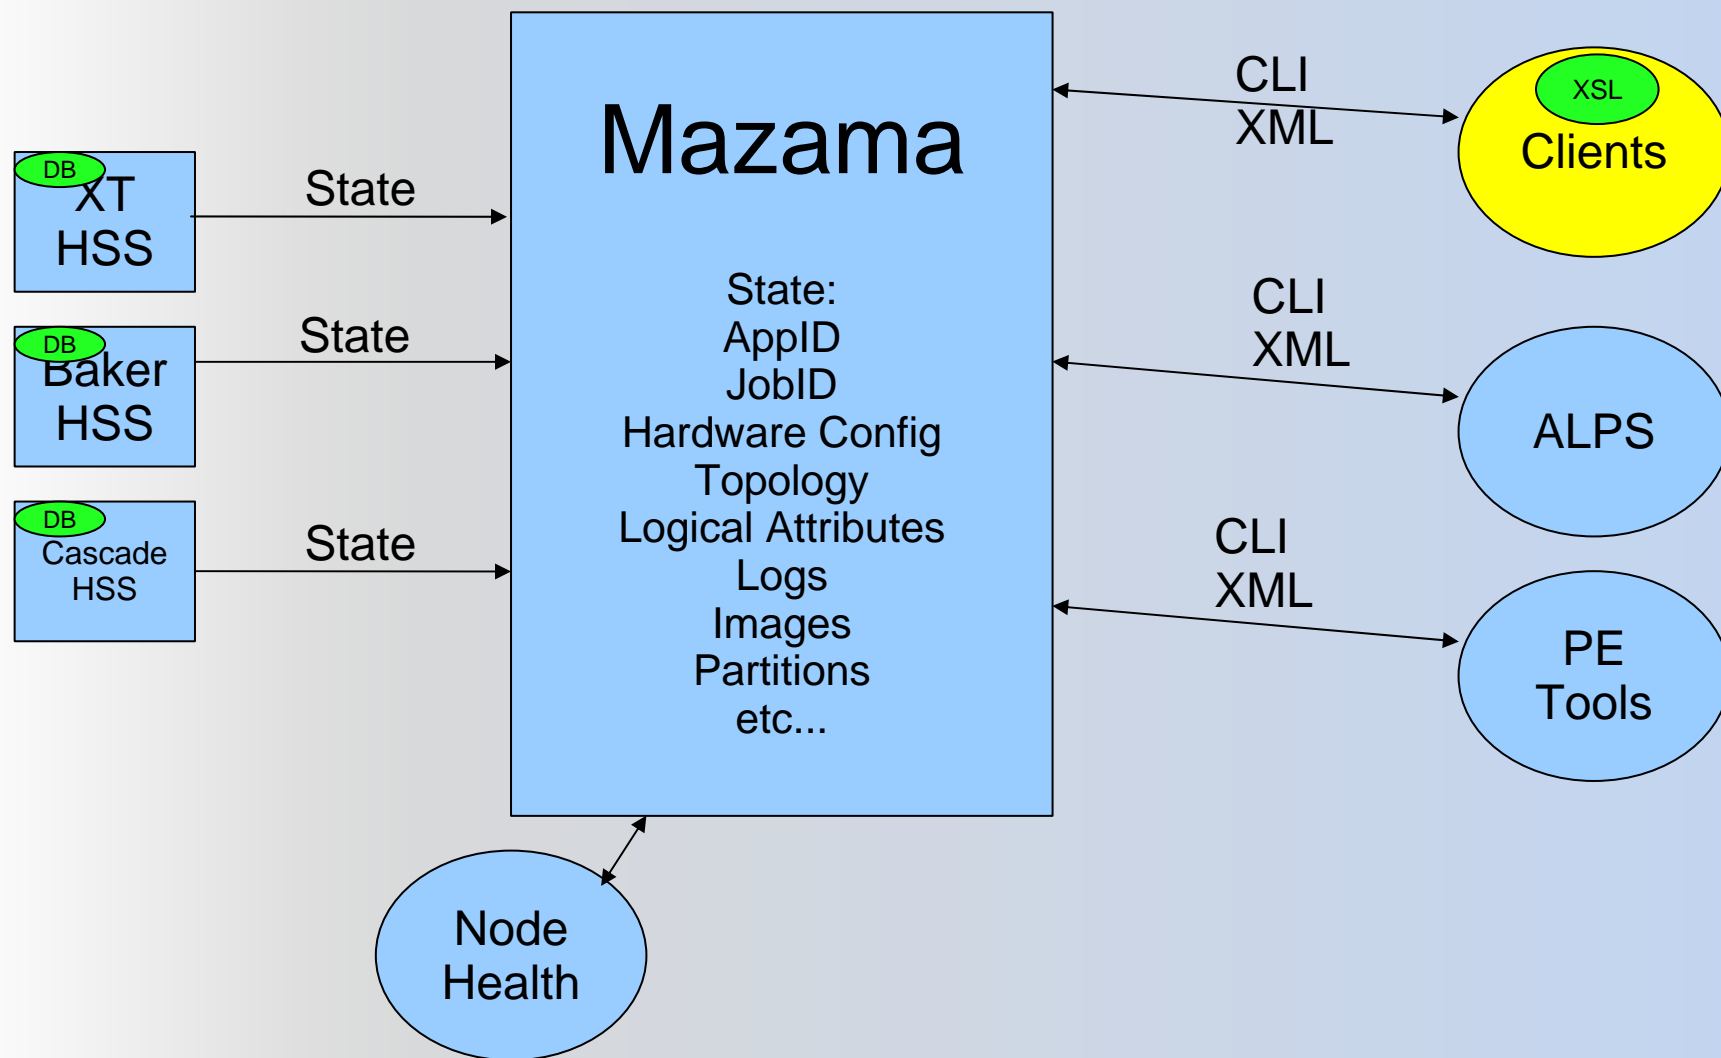 DB
XT
HSS
State
DB
Baker
HSS
State
DB
Cascade
HSS
State
Mazama
State:
AppID
JobID
Hardware Config
Topology
Logical Attributes
Logs
Images
Partitions
etc...
CLI
XML
XSL
Clients
CLI
XML
ALPS
CLI
XML
PE
Tools
Node
Health